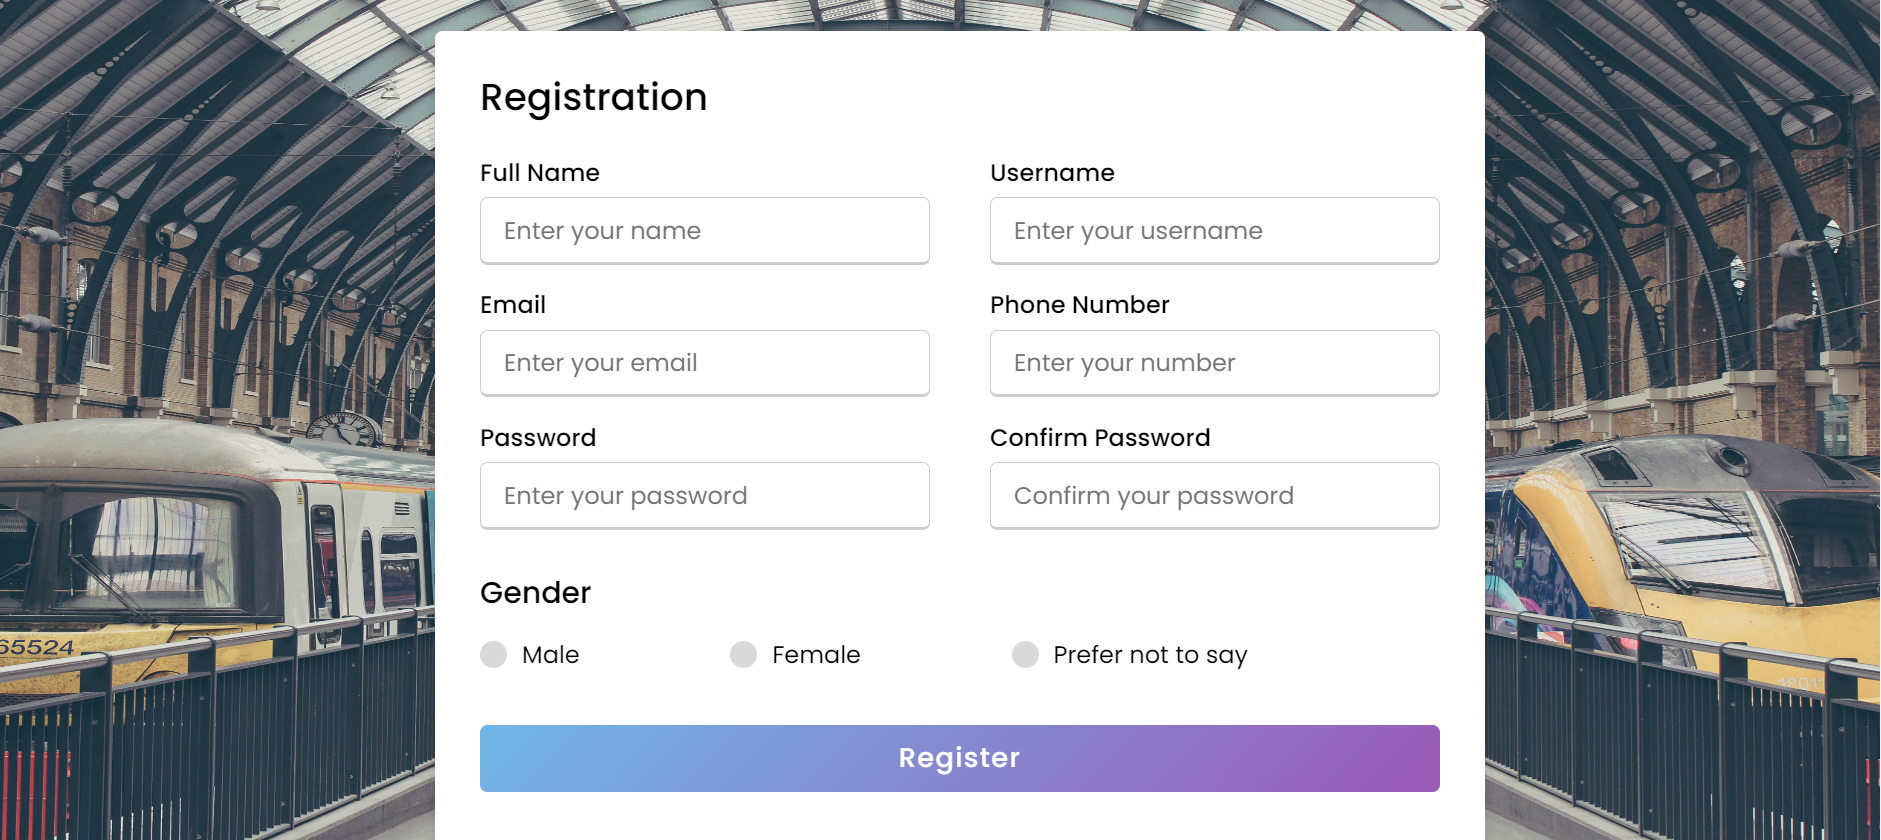 Registration
Full Name
Username
Enter your name
Enter your username
Email
Phone Number
Enter your email
Enter your number
Password
Confirm Password
Enter your password
Confirm your password
Gender
Male
Female
Prefer not to say
Register
65524